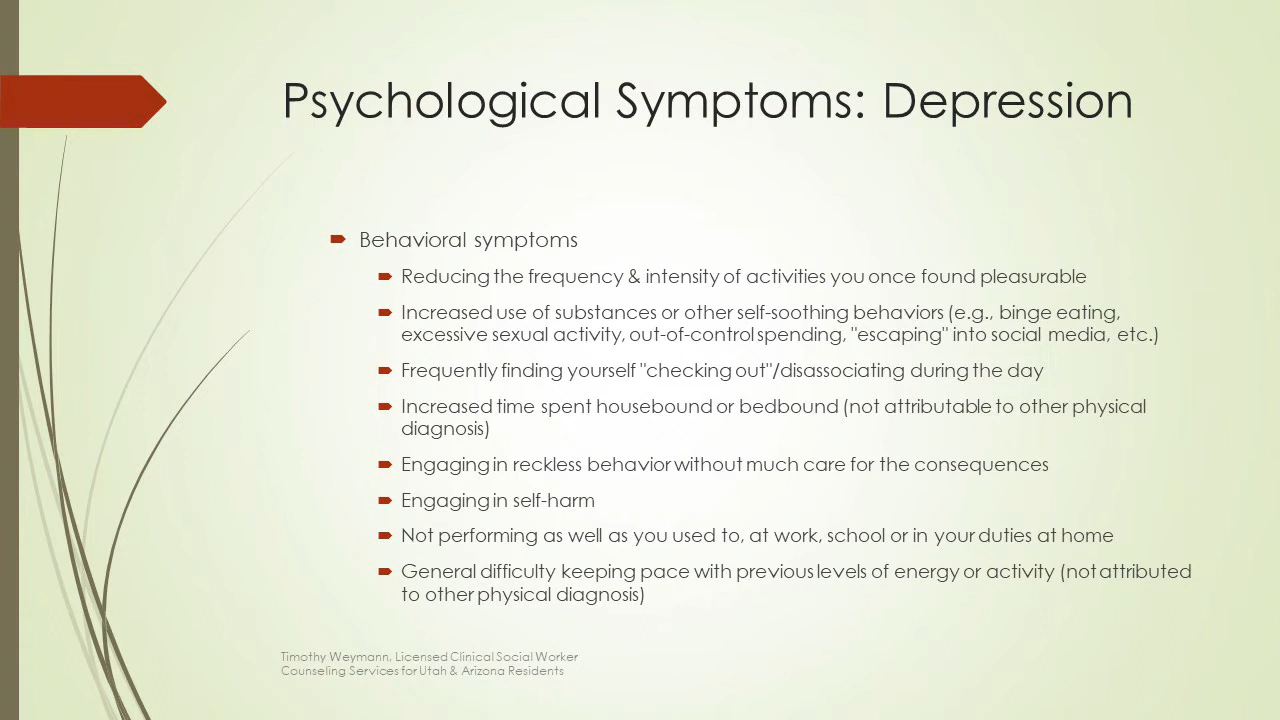 Psychological Symptoms: Depression
Behavioral symptoms
Reducing the frequency & intensity of activities you once found pleasurable
Increased use of substances or other self-soothing behaviors (e.g., binge eating,
excessive sexual activity, out-of-control spending, "escaping" into social media, etc.)
Frequently finding yourself "checking out"/disassociating during the day
Increased time spent housebound or bedbound (not attributable to other physical
diagnosis)
Engaging in reckless behavior without much care for the consequences
Engaging in self-harm
Not performing as well as you used to, at work, school or in your duties at home
General difficulty keeping pace with previous levels of energy or activity (not attributed
to other physical diagnosis)
Timothy Weymann, Licensed Clinical Social Worker
Counseling Services for Utah & Arizona Residents